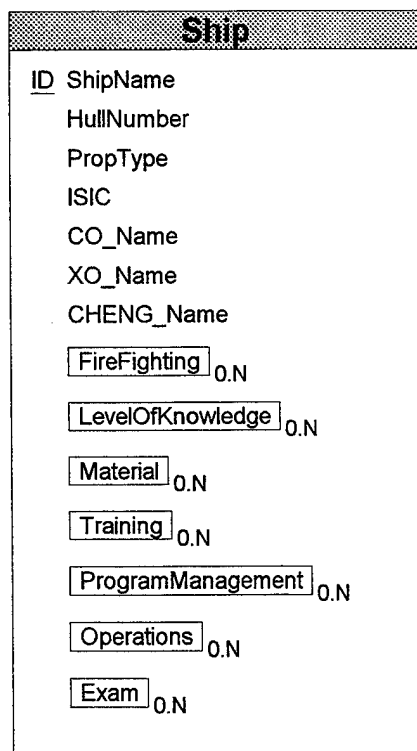 Ship
ID ShipName
HullNumber
PropType
ISIC
CO_Name
XO_Name
CHENG_Name
FireFighting 0.N
LevelOfKnowledge 0.N
Material 0.N
Training 0.N
ProgramManagement 0.N
Operations 0.N
Exam 0.N